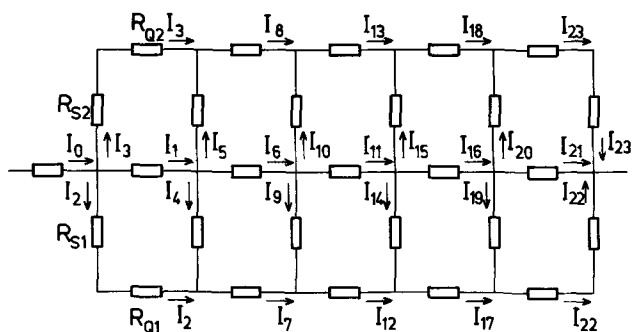 R_Q2 I_3 I_8 I_13 I_18 I_23
R_S2
I_0 I_3 I_1 I_5 I_6 I_10 I_11 I_15 I_16 I_20 I_21 I_23
I_2 I_4 I_9 I_14 I_19 I_22
R_S1
R_Q1 I_2 I_7 I_12 I_17 I_22